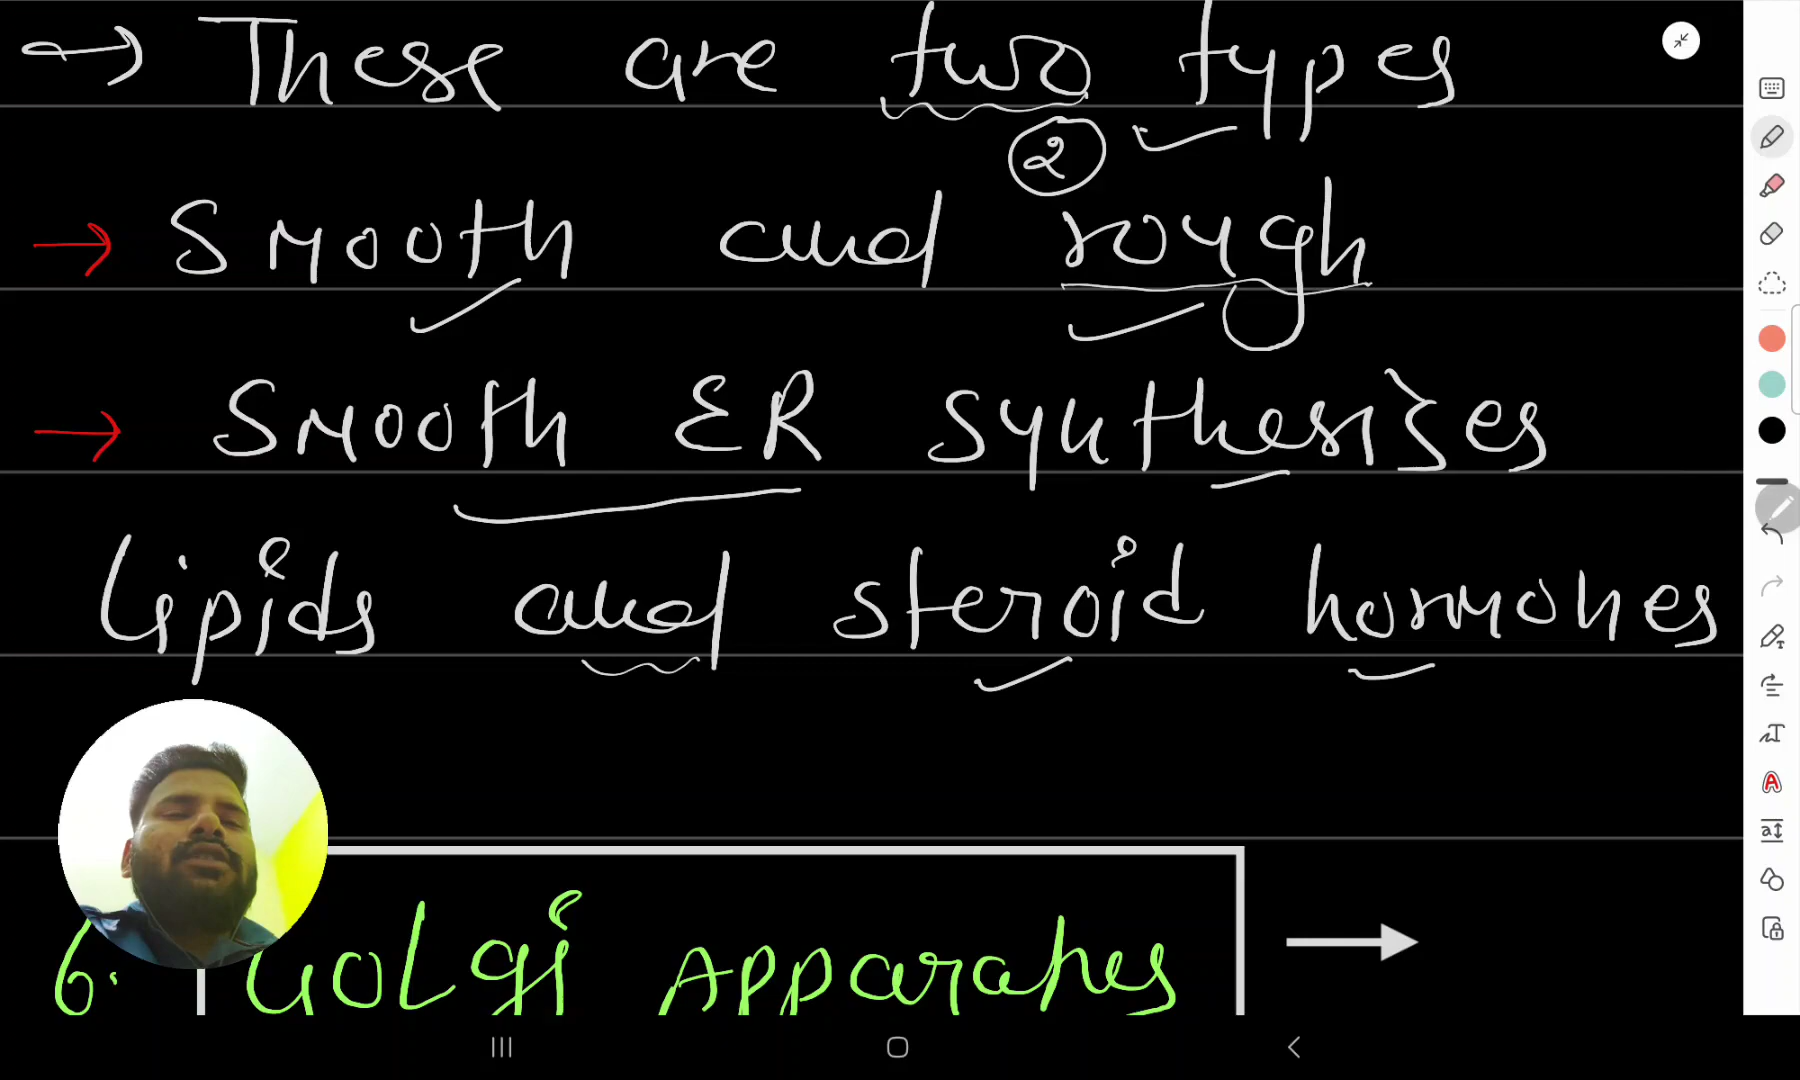 → These are two types
2
→ Smooth and rough
→ Smooth ER synthesizes
lipids and steroid hormones
6. Golgi Apparatus